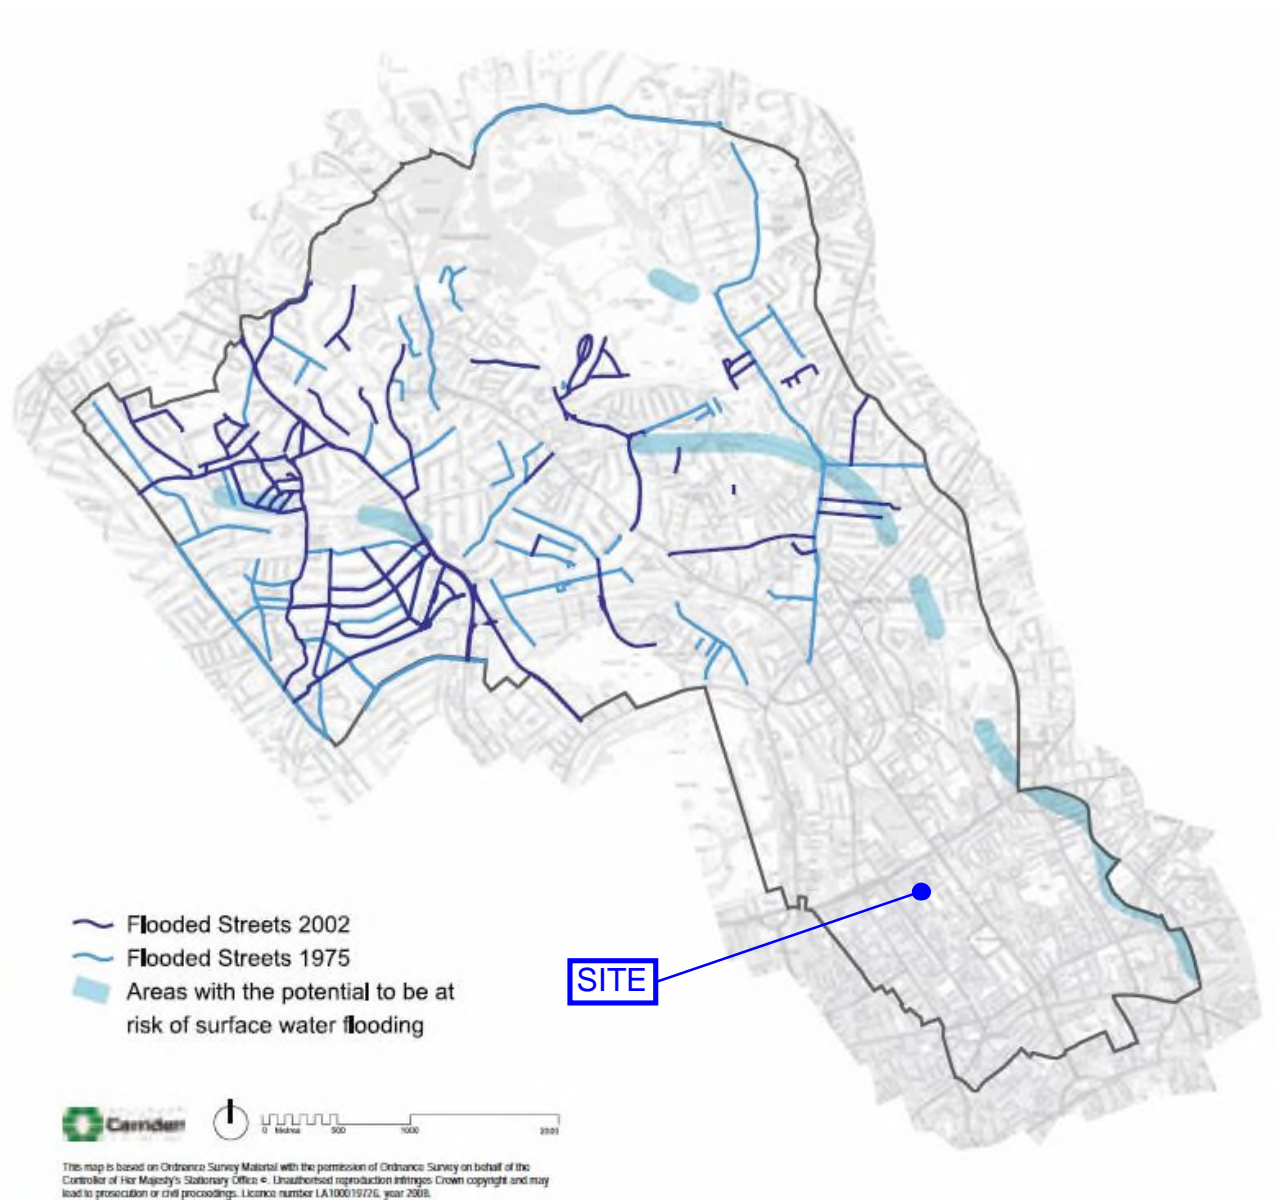 SITE
Flooded Streets 2002
Flooded Streets 1975
Areas with the potential to be at
risk of surface water flooding
Camden
0 Metres 500 1000 2000
This map is based on Ordnance Survey Material with the permission of Ordnance Survey on behalf of the
Controller of Her Majesty's Stationary Office ©. Unauthorised reproduction infringes Crown copyright and may
lead to prosecution or civil proceedings. Licence number LA100019726, year 2008.